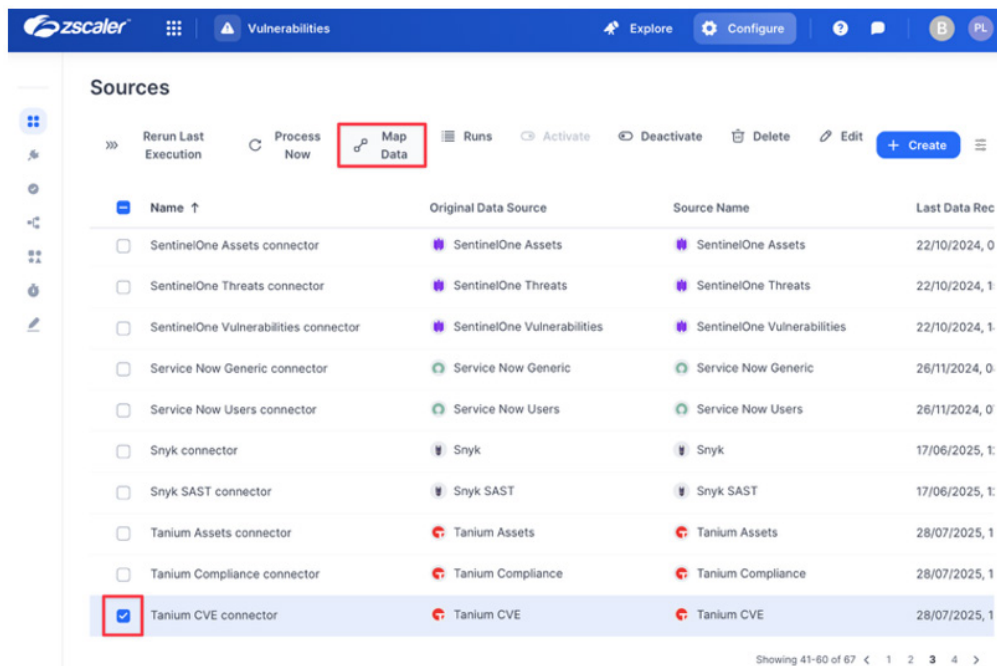 zscaler Vulnerabilities Explore Configure ? B PL
Sources
Rerun Last Execution
Process Now
Map Data
Runs
Activate
Deactivate
Delete
Edit
+ Create
Name ↑ Original Data Source Source Name Last Data Rec
SentinelOne Assets connector SentinelOne Assets SentinelOne Assets 22/10/2024, 0
SentinelOne Threats connector SentinelOne Threats SentinelOne Threats 22/10/2024, 1
SentinelOne Vulnerabilities connector SentinelOne Vulnerabilities SentinelOne Vulnerabilities 22/10/2024, 1
Service Now Generic connector Service Now Generic Service Now Generic 26/11/2024, 0
Service Now Users connector Service Now Users Service Now Users 26/11/2024, 0
Snyk connector Snyk Snyk 17/06/2025, 1
Snyk SAST connector Snyk SAST Snyk SAST 17/06/2025, 1
Tanium Assets connector Tanium Assets Tanium Assets 28/07/2025, 1
Tanium Compliance connector Tanium Compliance Tanium Compliance 28/07/2025, 1
Tanium CVE connector Tanium CVE Tanium CVE 28/07/2025, 1
Showing 41-60 of 67 < 1 2 3 4 >